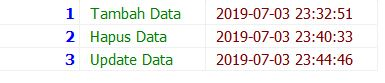 1 Tambah Data 2019-07-03 23:32:51
2 Hapus Data 2019-07-03 23:40:33
3 Update Data 2019-07-03 23:44:46